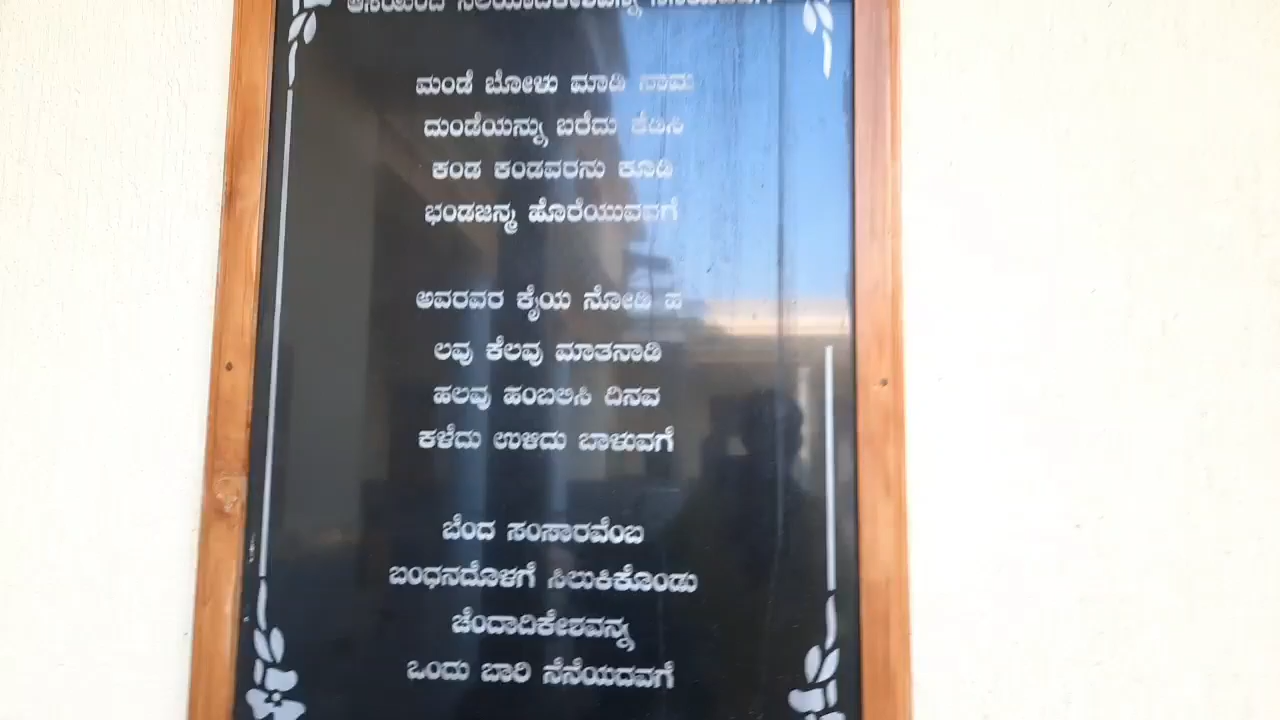 ಮಂಡೆ ಬೋಳು ಮಾಡಿ ನಾಮ
ದುಂಡೆಯನ್ನು ಬರೆದು ಕೆಡಿಸಿ
ಕಂಡ ಕಂಡವರನು ಕೂಡಿ
ಭಂಡಜನ್ಮ ಹೊರೆಯುವವಗೆ
ಅವರವರ ಕೈಯ ನೋಡಿ ಹ
ಲವು ಕೆಲವು ಮಾತನಾಡಿ
ಹಲವು ಹಂಬಲಿಸಿ ದಿನವ
ಕಳೆದು ಉಳಿದು ಬಾಳುವಗೆ
ಬೆಂದ ಸಂಸಾರವೆಂಬ
ಬಂಧನದೊಳಗೆ ಸಿಲುಕಿಕೊಂಡು
ಚೆಂದಾದಿಕೇಶವನ್ನ
ಒಂದು ಬಾರಿ ನೆನೆಯದವಗೆ